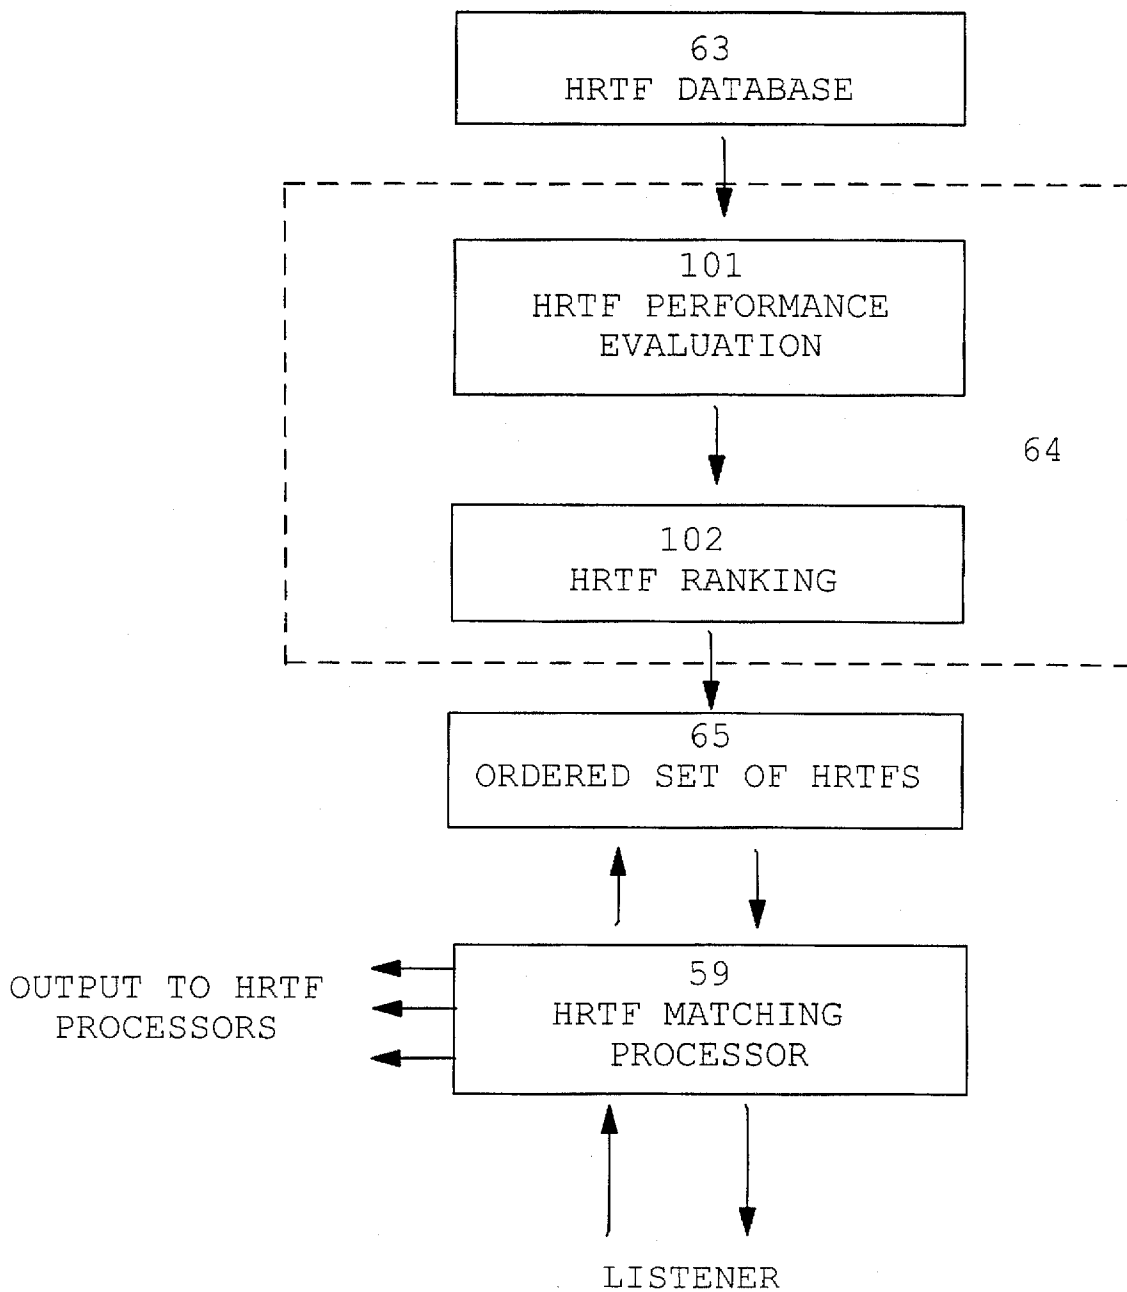 63
HRTF DATABASE
101
HRTF PERFORMANCE
EVALUATION
64
102
HRTF RANKING
65
ORDERED SET OF HRTFS
OUTPUT TO HRTF
PROCESSORS
59
HRTF MATCHING
PROCESSOR
LISTENER